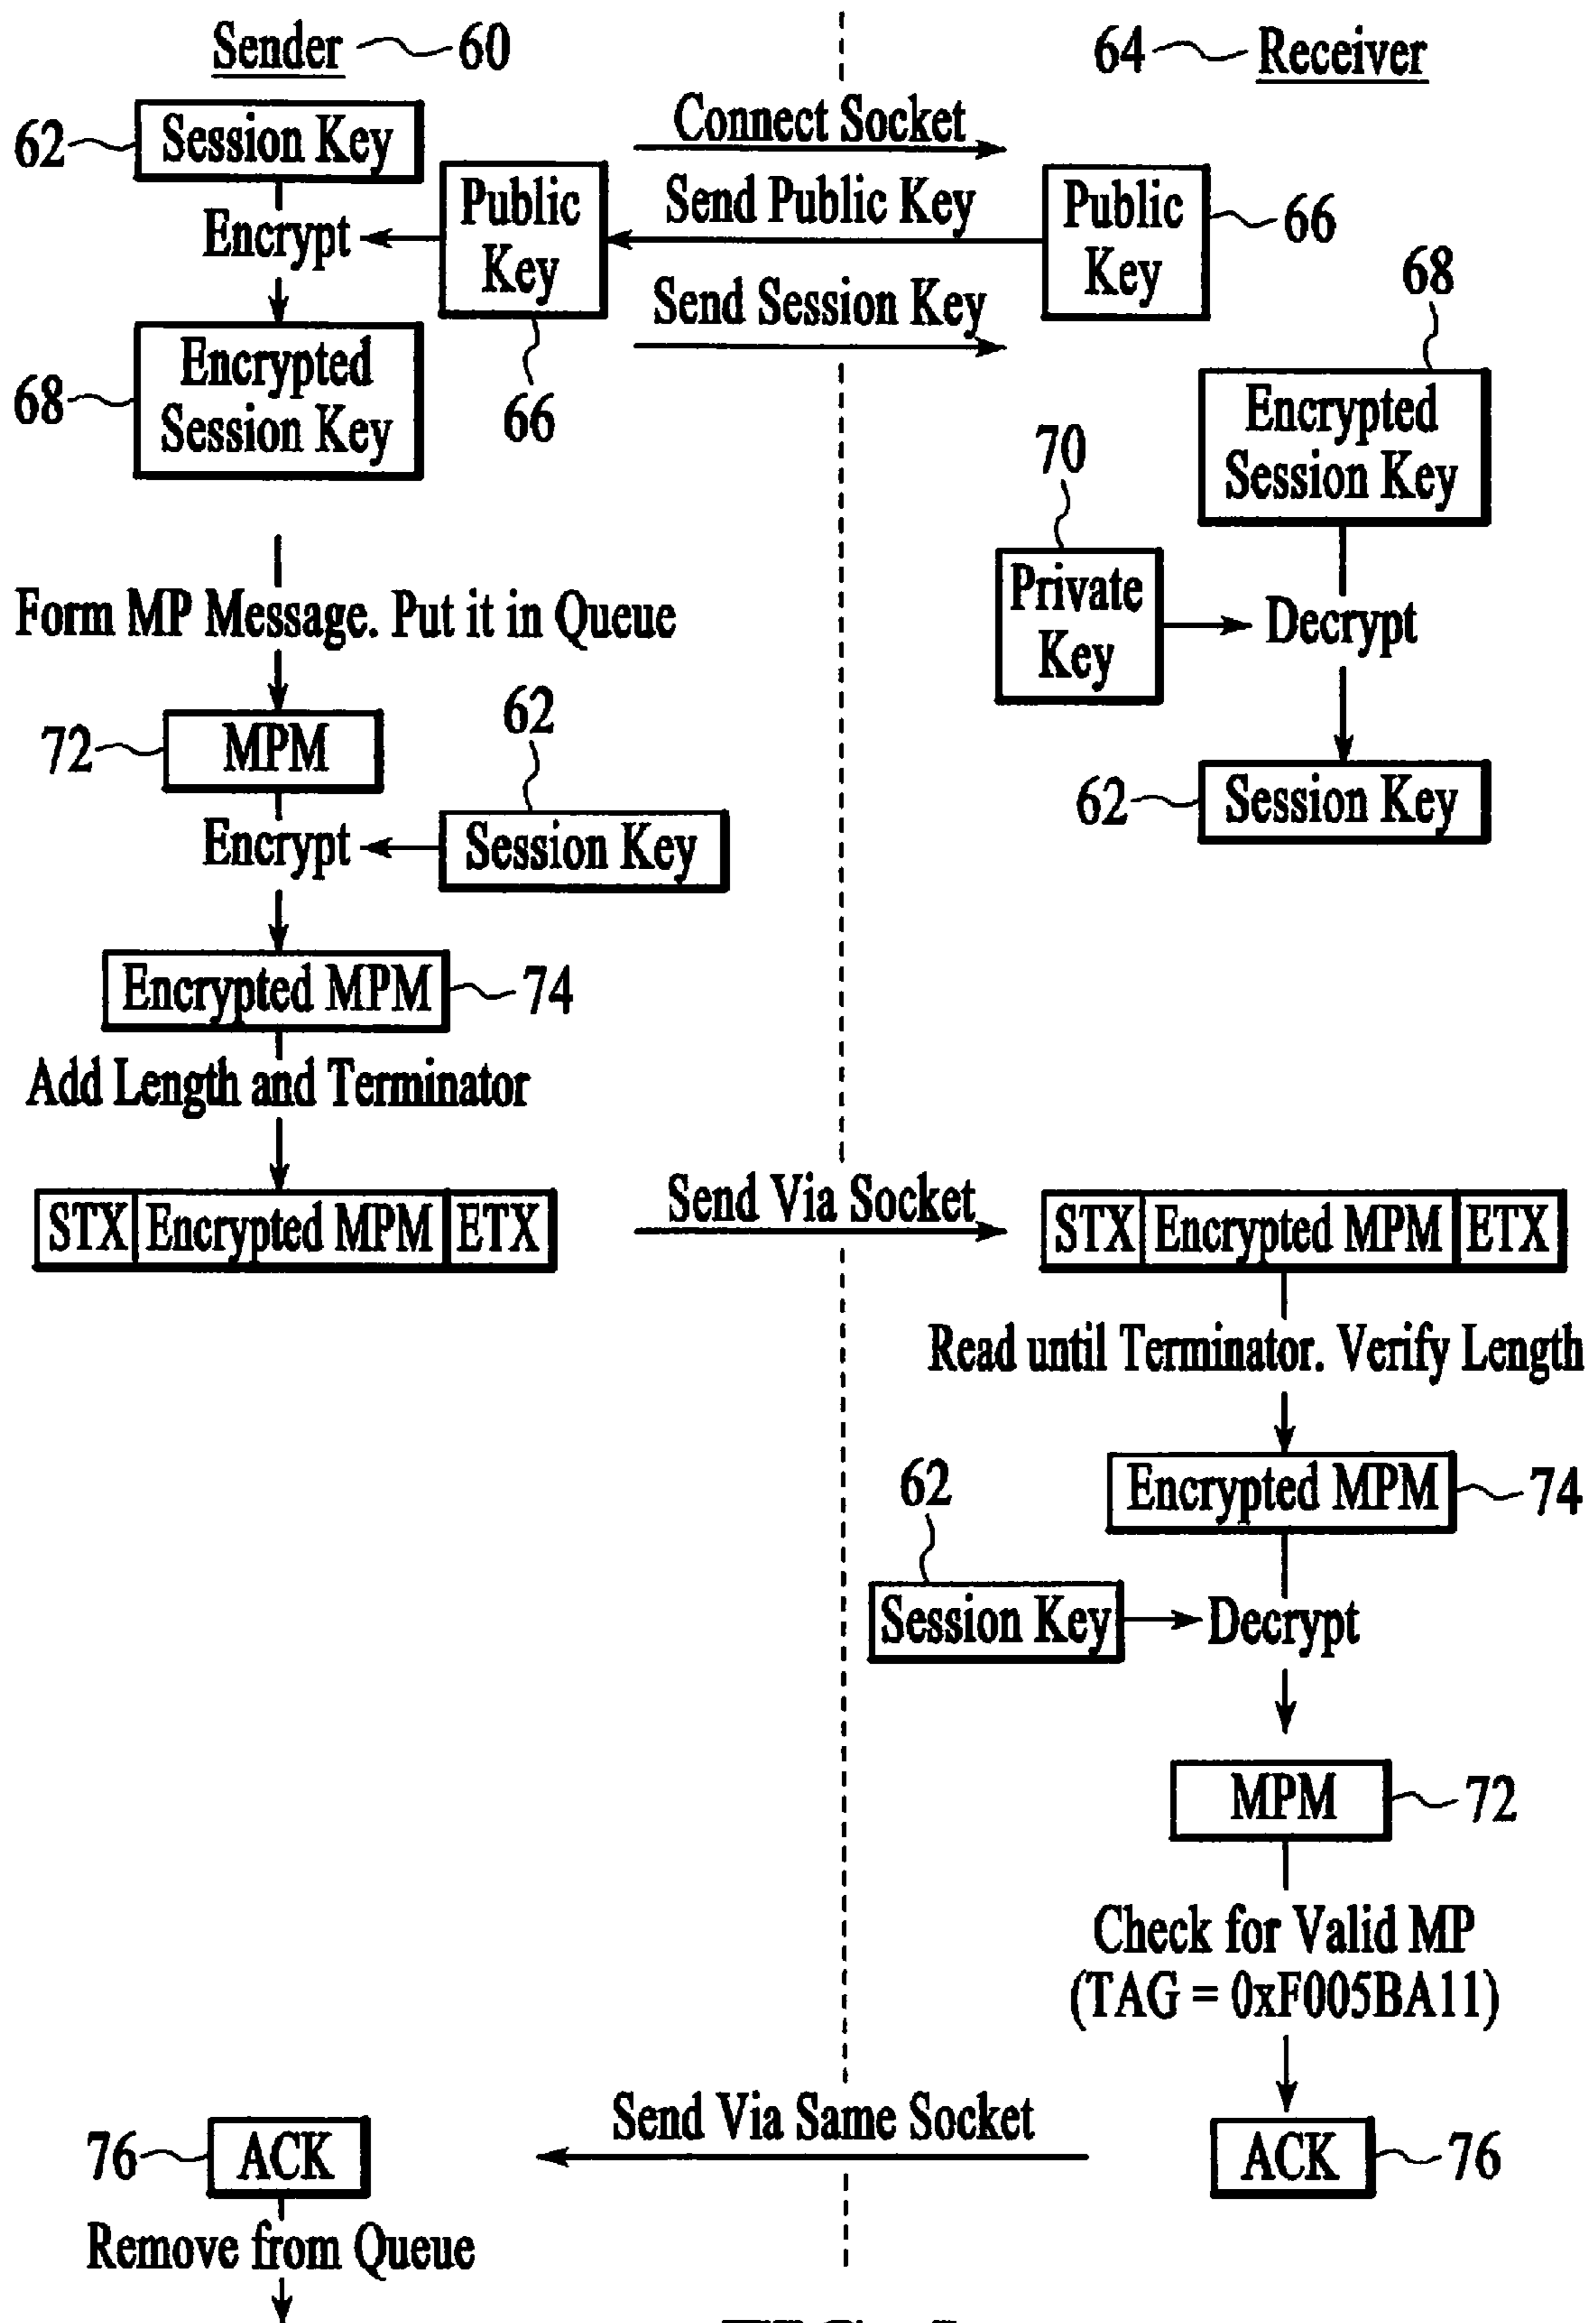 Sender 60
64 Receiver
62 Session Key
Connect Socket
Public
Key
Send Public Key
Public
Key
66
Encrypt
Send Session Key
68
Encrypted
Session Key
68
66
Encrypted
Session Key
70
Private
Key
Decrypt
Form MP Message. Put it in Queue
62
72 MPM
62 Session Key
Encrypt
Session Key
Encrypted MPM 74
Add Length and Terminator
STX Encrypted MPM ETX
Send Via Socket
STX Encrypted MPM ETX
Read until Terminator. Verify Length
62
Encrypted MPM 74
Session Key
Decrypt
MPM 72
Check for Valid MP
(TAG = 0xF005BA11)
76 ACK
Send Via Same Socket
ACK 76
Remove from Queue